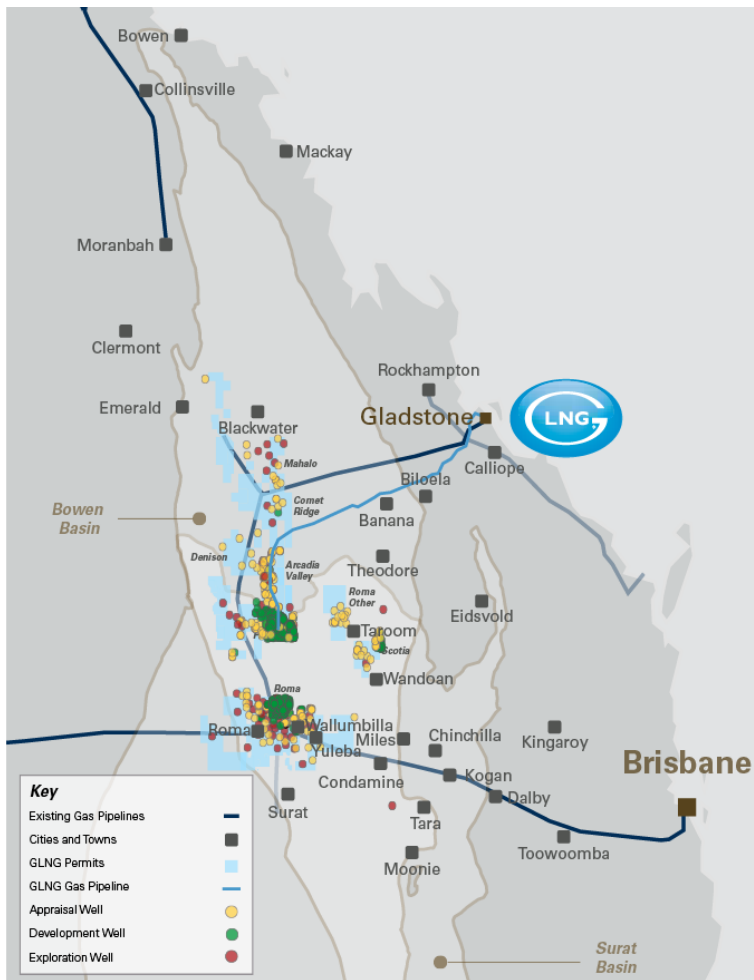 Bowen
Collinsville
Mackay
Moranbah
Clermont
Rockhampton
Emerald
Gladstone
G LNG
Blackwater
Calliope
Mahalo
Biloela
Comet
Ridge
Banana
Bowen
Basin
Denison
Arcadia
Valley
Theodore
Roma
Other
Eidsvold
Taroom
Scotia
Wandoan
Roma
Roma
Wallumbilla
Miles
Chinchilla
Kingaroy
Yuleba
Brisbane
Condamine
Kogan
Dalby
Surat
Tara
Toowoomba
Moonie
Surat
Basin
Key
Existing Gas Pipelines
Cities and Towns
GLNG Permits
GLNG Gas Pipeline
Appraisal Well
Development Well
Exploration Well